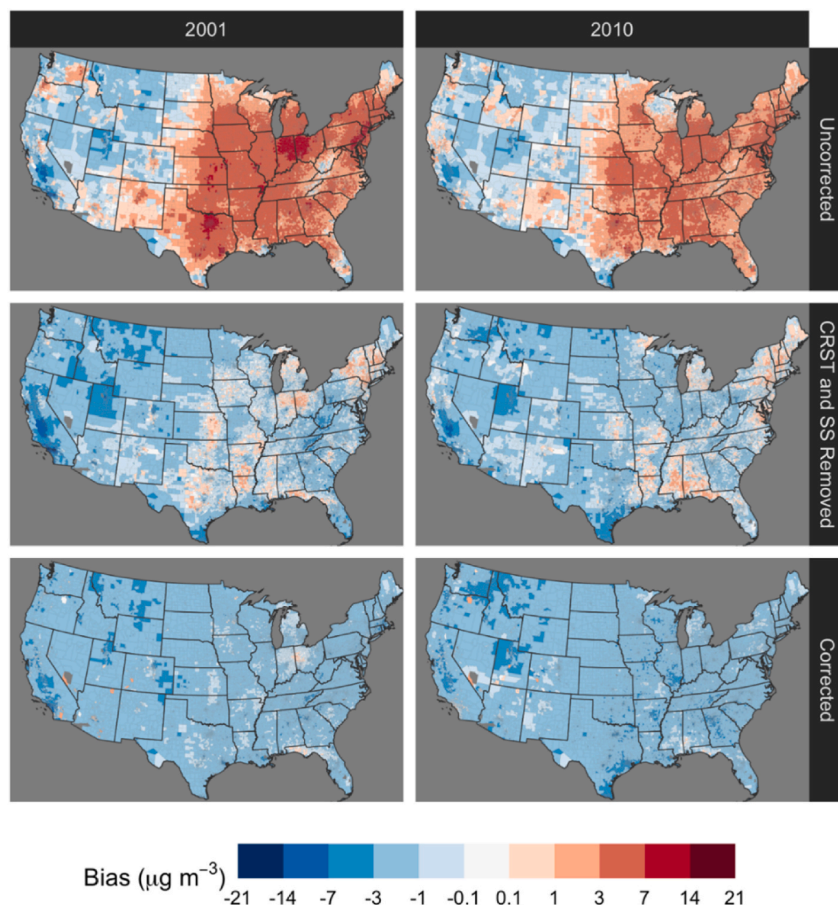 2001
2010
Uncorrected
CRST and SS Removed
Corrected
Bias (μg m⁻³)
-21 -14 -7 -3 -1 -0.1 0.1 1 3 7 14 21